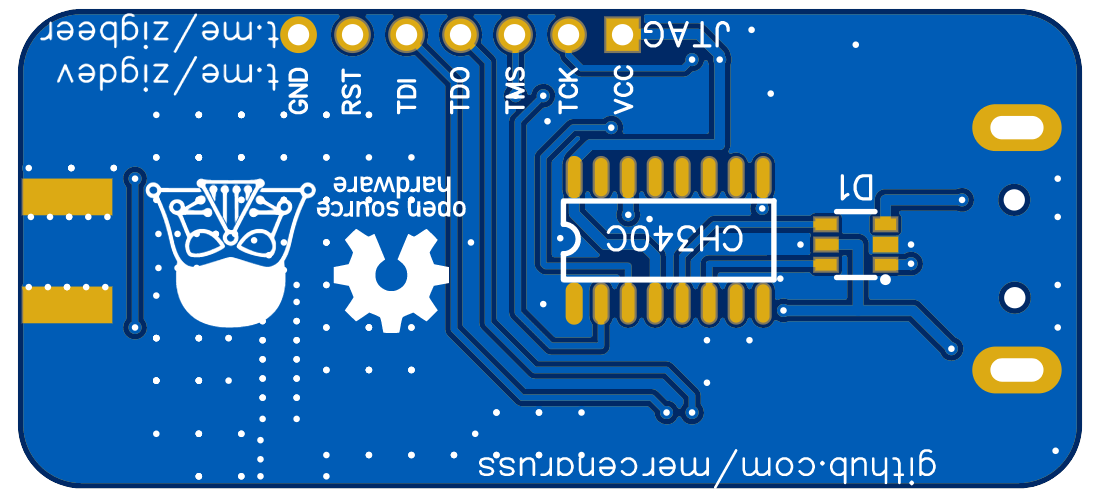 t.me/zigbeer
t.me/zigdev
JTAG
GND
RST
TDI
TDO
TMS
TCK
VCC
open source
hardware
CH340C
D1
github.com/mercenaruss